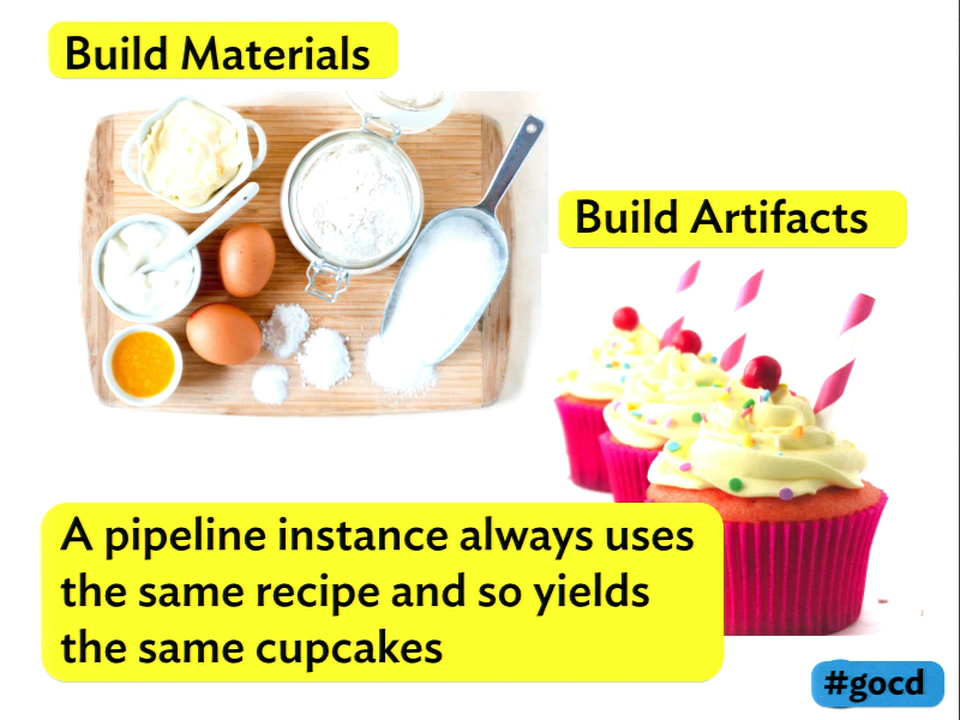 Build Materials
Build Artifacts
A pipeline instance always uses
the same recipe and so yields
the same cupcakes
#gocd